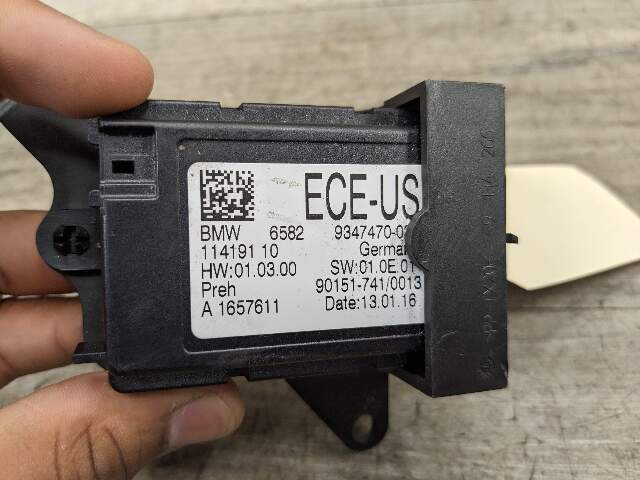 ECE-US
BMW 6582 9347470-0
114191 10 German
HW:01.03.00 SW:01.0E.01
Preh 90151-741/0013
A 1657611 Date:13.01.16